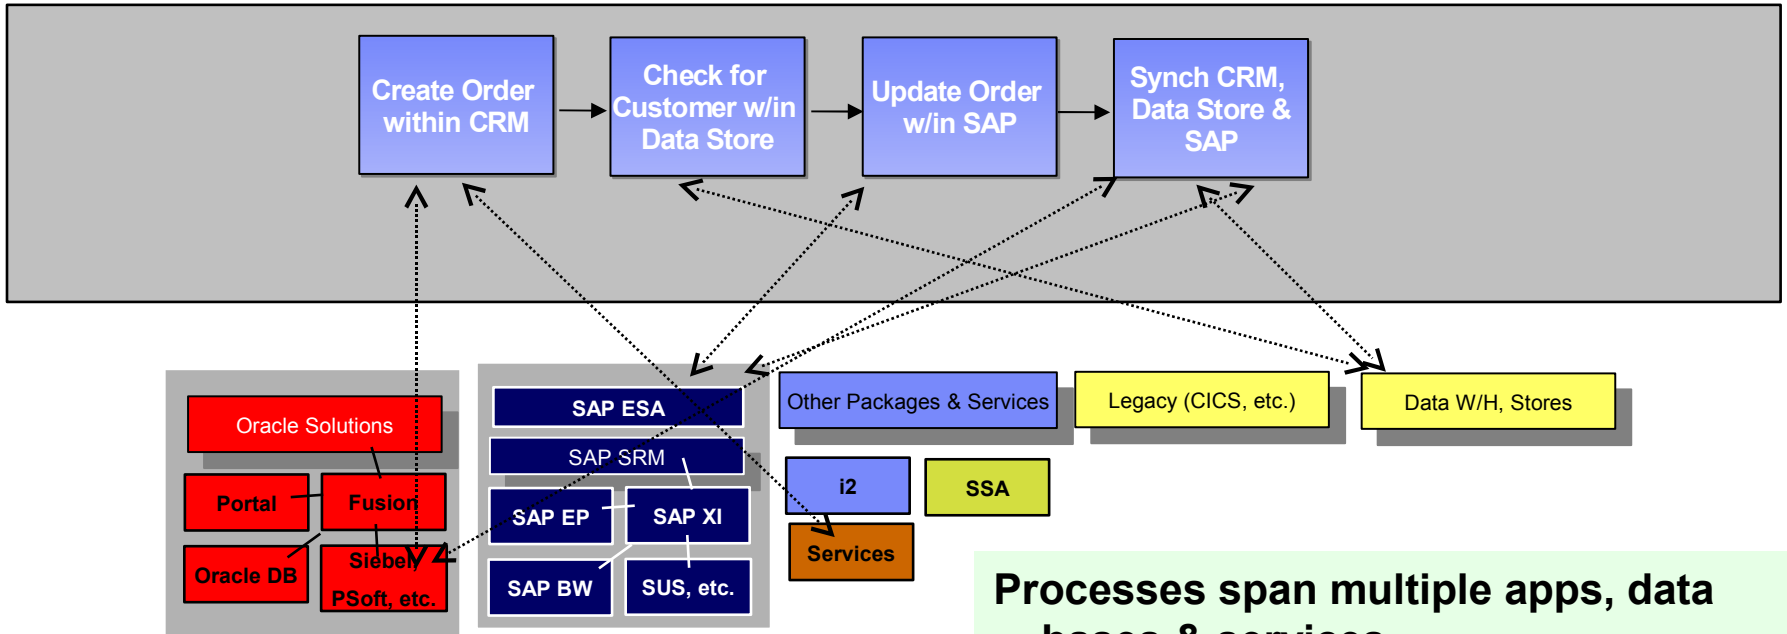 Create Order
within CRM
Check for
Customer w/in
Data Store
Update Order
w/in SAP
Synch CRM,
Data Store &
SAP
Oracle Solutions
Portal
Fusion
Oracle DB
Siebel,
PSoft, etc.
SAP ESA
SAP SRM
SAP EP
SAP XI
SAP BW
SUS, etc.
Other Packages & Services
Legacy (CICS, etc.)
Data W/H, Stores
i2
SSA
Services
Processes span multiple apps, data
bases & services